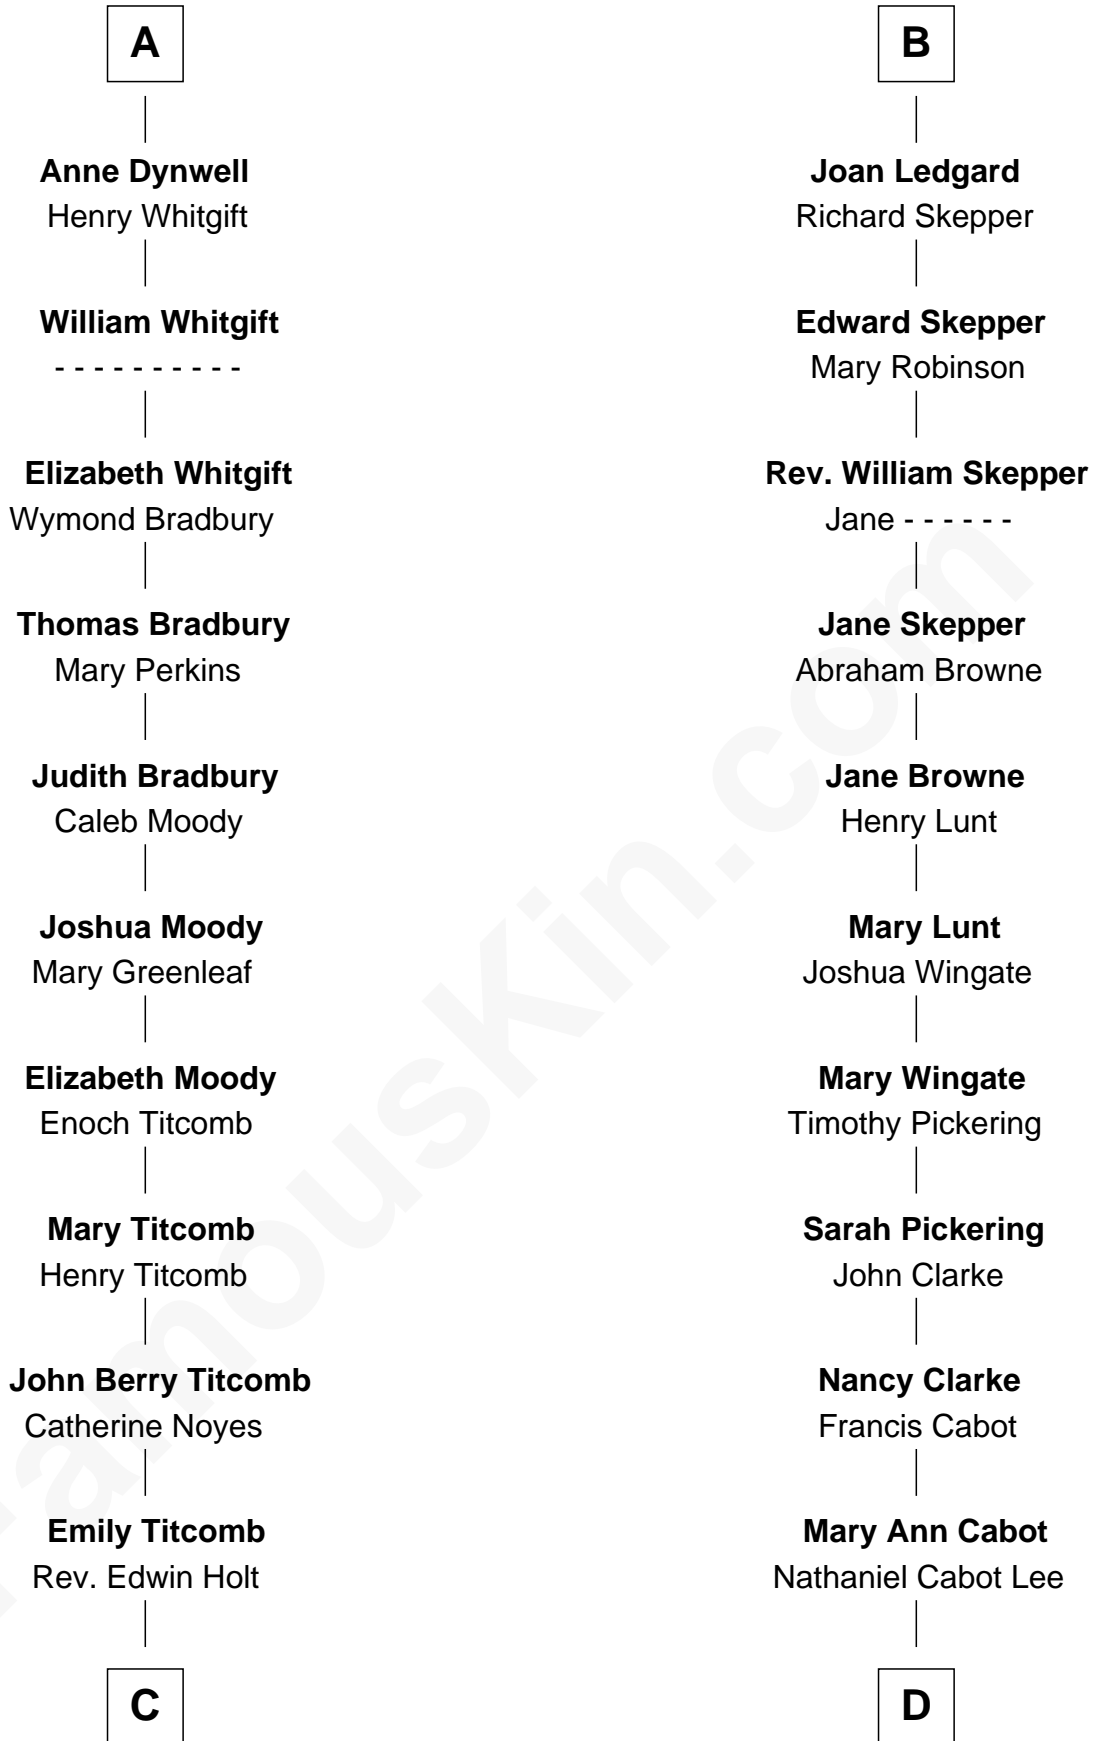 A
Anne Dynwell
Henry Whitgift
William Whitgift
- - - - - - - - - -
Elizabeth Whitgift
Wymond Bradbury
Thomas Bradbury
Mary Perkins
Judith Bradbury
Caleb Moody
Joshua Moody
Mary Greenleaf
Elizabeth Moody
Enoch Titcomb
Mary Titcomb
Henry Titcomb
John Berry Titcomb
Catherine Noyes
Emily Titcomb
Rev. Edwin Holt
C
B
Joan Ledgard
Richard Skepper
Edward Skepper
Mary Robinson
Rev. William Skepper
Jane - - - - - -
Jane Skepper
Abraham Browne
Jane Browne
Henry Lunt
Mary Lunt
Joshua Wingate
Mary Wingate
Timothy Pickering
Sarah Pickering
John Clarke
Nancy Clarke
Francis Cabot
Mary Ann Cabot
Nathaniel Cabot Lee
D
FamousKin.com